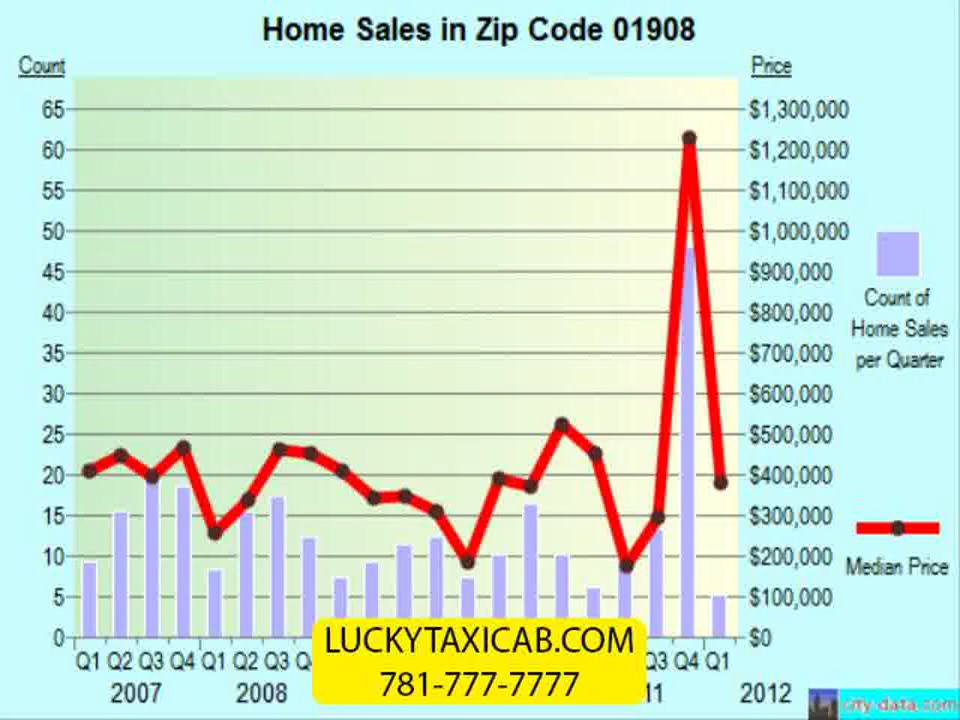 Home Sales in Zip Code 01908
Count
Price
65
$1,300,000
60
$1,200,000
55
$1,100,000
50
$1,000,000
45
$900,000
40
$800,000
35
$700,000
30
$600,000
25
$500,000
20
$400,000
15
$300,000
10
$200,000
5
$100,000
0
$0
Count of
Home Sales
per Quarter
Median Price
Q1 Q2 Q3 Q4 Q1 Q2 Q3 Q3 Q4 Q1
2007 2008 2012
LUCKYTAXICAB.COM
781-777-7777
city-data.com